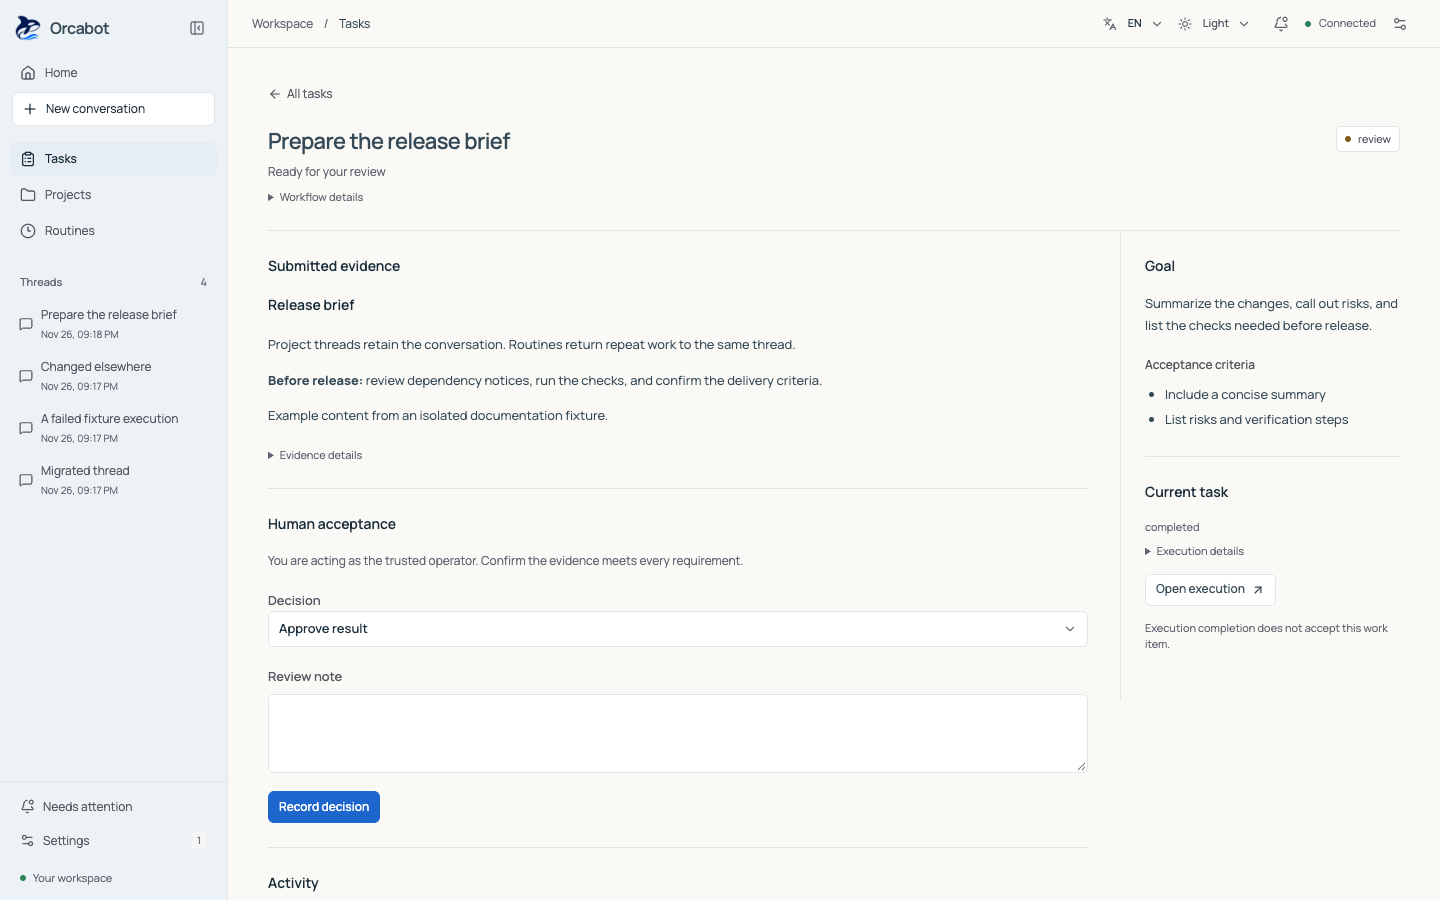 Orcabot
Home
New conversation
Tasks
Projects
Routines
Threads 4
Prepare the release brief
Nov 26, 09:18 PM
Changed elsewhere
Nov 26, 09:17 PM
A failed fixture execution
Nov 26, 09:17 PM
Migrated thread
Nov 26, 09:17 PM
Needs attention
Settings 1
Your workspace
Workspace / Tasks
EN
Light
Connected
All tasks
Prepare the release brief
review
Ready for your review
Workflow details
Submitted evidence
Release brief
Project threads retain the conversation. Routines return repeat work to the same thread.
Before release: review dependency notices, run the checks, and confirm the delivery criteria.
Example content from an isolated documentation fixture.
Evidence details
Human acceptance
You are acting as the trusted operator. Confirm the evidence meets every requirement.
Decision
Approve result
Review note
Record decision
Activity
Goal
Summarize the changes, call out risks, and
list the checks needed before release.
Acceptance criteria
Include a concise summary
List risks and verification steps
Current task
completed
Execution details
Open execution
Execution completion does not accept this work
item.